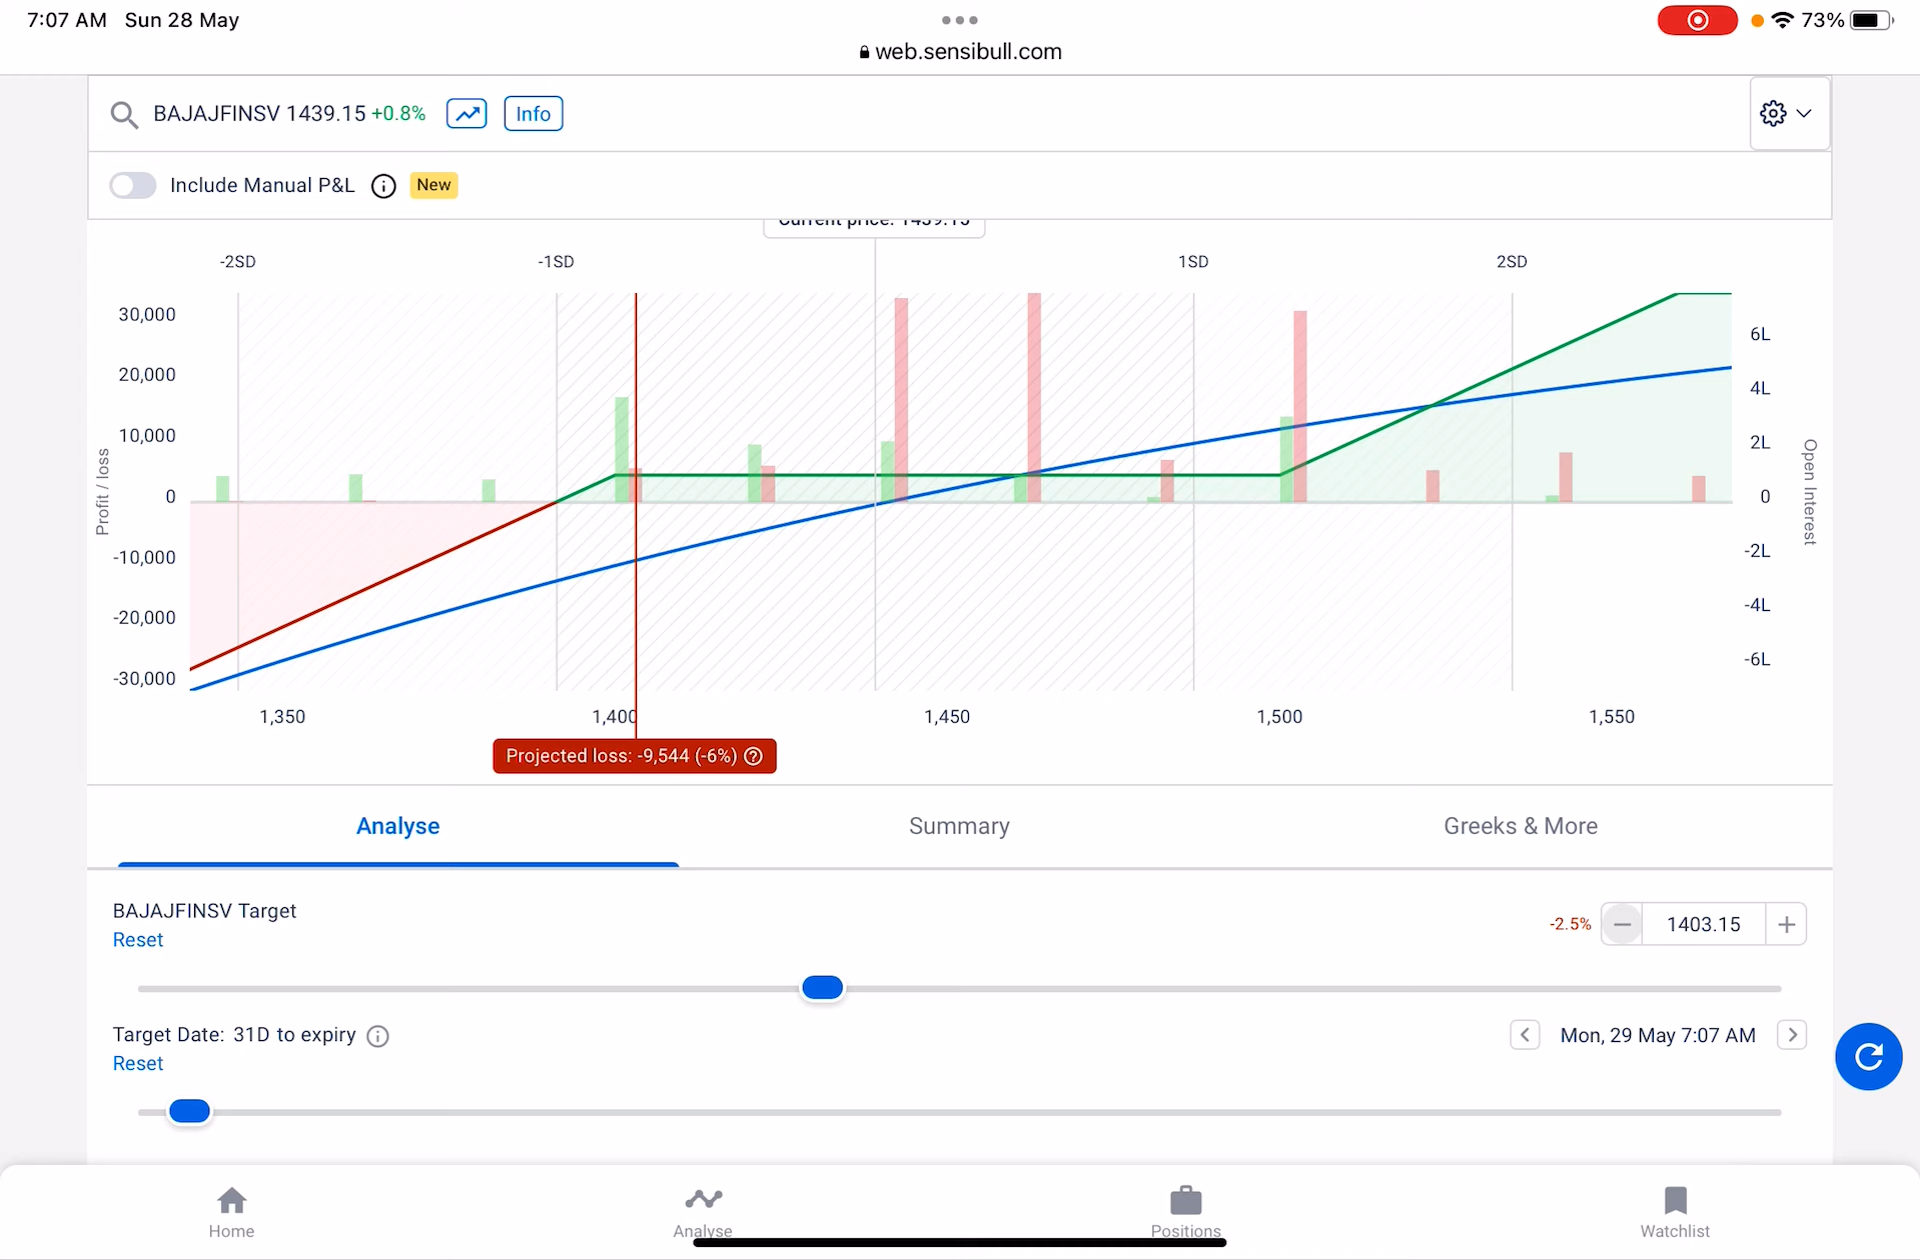 7:07 AM Sun 28 May
73%
web.sensibull.com
BAJAJFINSV 1439.15 +0.8%
Info
Include Manual P&L
New
Current price: 1439.15
-2SD
-1SD
1SD
2SD
30,000
20,000
10,000
0
-10,000
-20,000
-30,000
Profit / loss
6L
4L
2L
0
-2L
-4L
-6L
Open Interest
1,350
1,400
1,450
1,500
1,550
Projected loss: -9,544 (-6%)
Analyse
Summary
Greeks & More
BAJAJFINSV Target
Reset
-2.5%
1403.15
Target Date: 31D to expiry
Reset
Mon, 29 May 7:07 AM
Home
Analyse
Positions
Watchlist